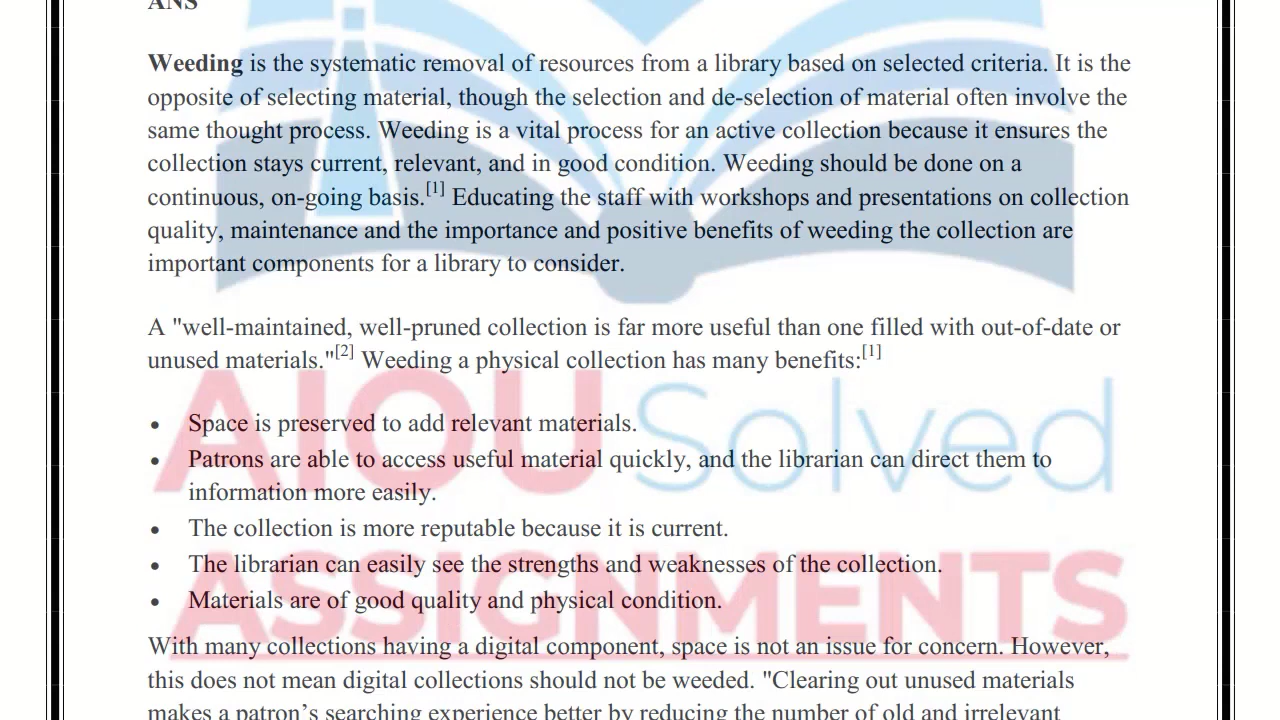 ANS
Weeding is the systematic removal of resources from a library based on selected criteria. It is the
opposite of selecting material, though the selection and de-selection of material often involve the
same thought process. Weeding is a vital process for an active collection because it ensures the
collection stays current, relevant, and in good condition. Weeding should be done on a
continuous, on-going basis.[1] Educating the staff with workshops and presentations on collection
quality, maintenance and the importance and positive benefits of weeding the collection are
important components for a library to consider.
A "well-maintained, well-pruned collection is far more useful than one filled with out-of-date or
unused materials."[2] Weeding a physical collection has many benefits:[1]
AIOU Solved
• Space is preserved to add relevant materials.
• Patrons are able to access useful material quickly, and the librarian can direct them to
information more easily.
• The collection is more reputable because it is current.
ASSIGNMENTS
• The librarian can easily see the strengths and weaknesses of the collection.
• Materials are of good quality and physical condition.
With many collections having a digital component, space is not an issue for concern. However,
this does not mean digital collections should not be weeded. "Clearing out unused materials
makes a patron’s searching experience better by reducing the number of old and irrelevant